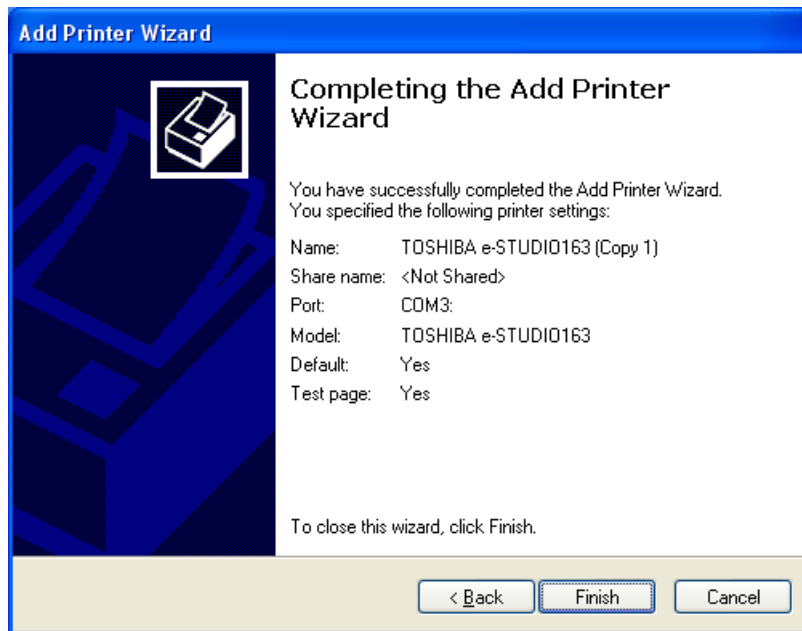 Add Printer Wizard
Completing the Add Printer
Wizard
You have successfully completed the Add Printer Wizard.
You specified the following printer settings:
Name: TOSHIBA e-STUDIO163 (Copy 1)
Share name: <Not Shared>
Port: COM3:
Model: TOSHIBA e-STUDIO163
Default: Yes
Test page: Yes
To close this wizard, click Finish.
< Back Finish Cancel